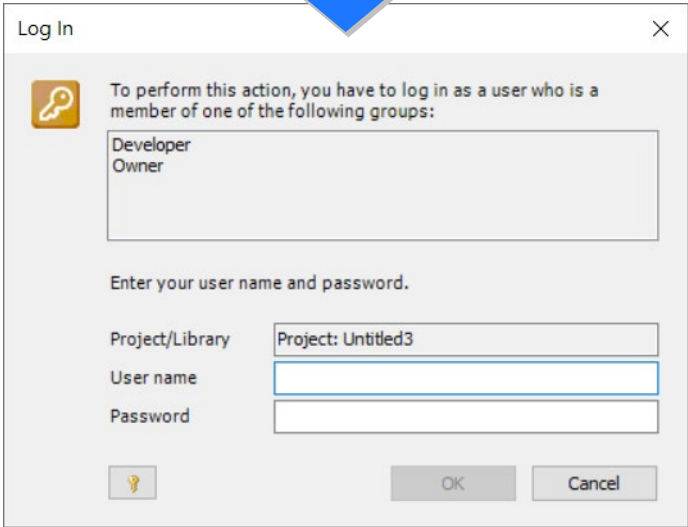 Log In
To perform this action, you have to log in as a user who is a
member of one of the following groups:
Developer
Owner
Enter your user name and password.
Project/Library Project: Untitled3
User name
Password
OK Cancel